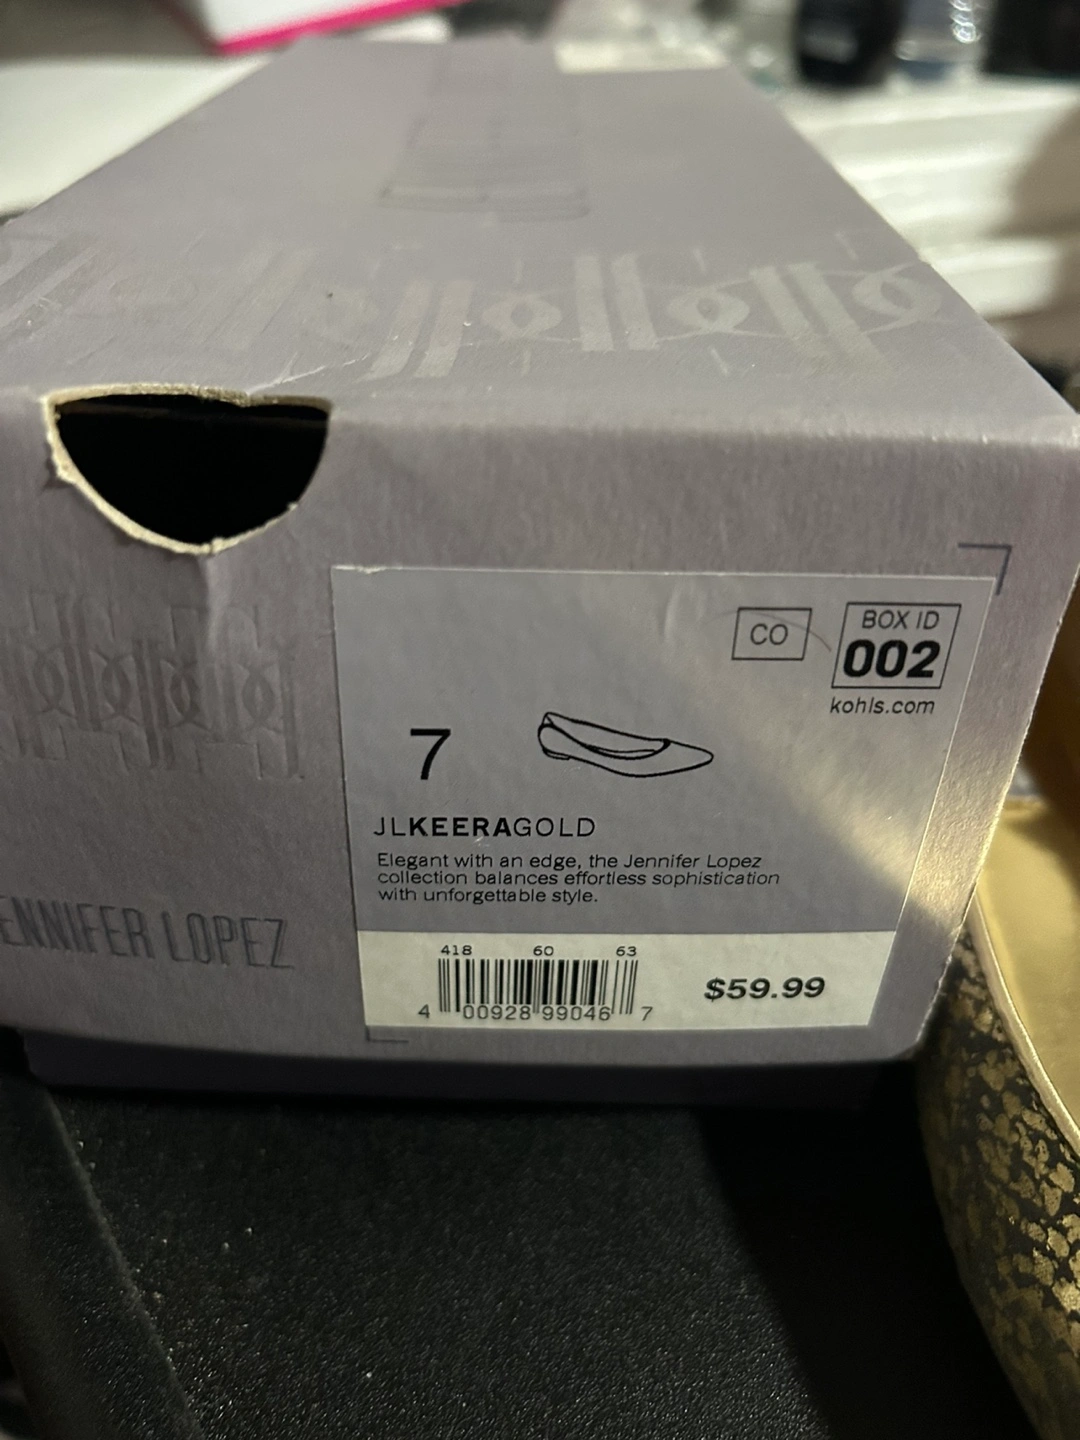 CO
BOX ID
002
kohls.com
7
JLKEERAGOLD
Elegant with an edge, the Jennifer Lopez
collection balances effortless sophistication
with unforgettable style.
ENNIFER LOPEZ
418 60 63
4 00928 99046 7
$59.99